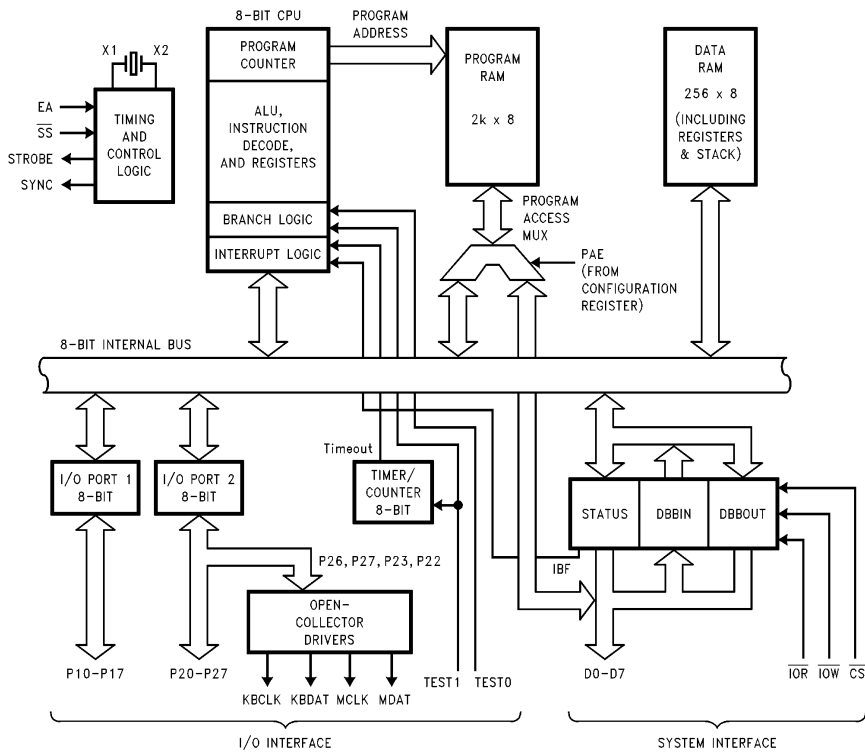 8-BIT CPU
PROGRAM
ADDRESS
X1
X2
PROGRAM
COUNTER
PROGRAM
RAM
2k x 8
DATA
RAM
256 x 8
(INCLUDING
REGISTERS
& STACK)
EA
SS
STROBE
SYNC
TIMING
AND
CONTROL
LOGIC
ALU,
INSTRUCTION
DECODE,
AND REGISTERS
BRANCH LOGIC
INTERRUPT LOGIC
PROGRAM
ACCESS
MUX
PAE
(FROM
CONFIGURATION
REGISTER)
8-BIT INTERNAL BUS
Timeout
I/O PORT 1
8-BIT
I/O PORT 2
8-BIT
TIMER/
COUNTER
8-BIT
STATUS
DBBIN
DBBOUT
IBF
P26, P27, P23, P22
OPEN-
COLLECTOR
DRIVERS
P10-P17
P20-P27
KBCLK
KBDAT
MCLK
MDAT
TEST1
TEST0
D0-D7
IOR
IOW
CS
I/O INTERFACE
SYSTEM INTERFACE